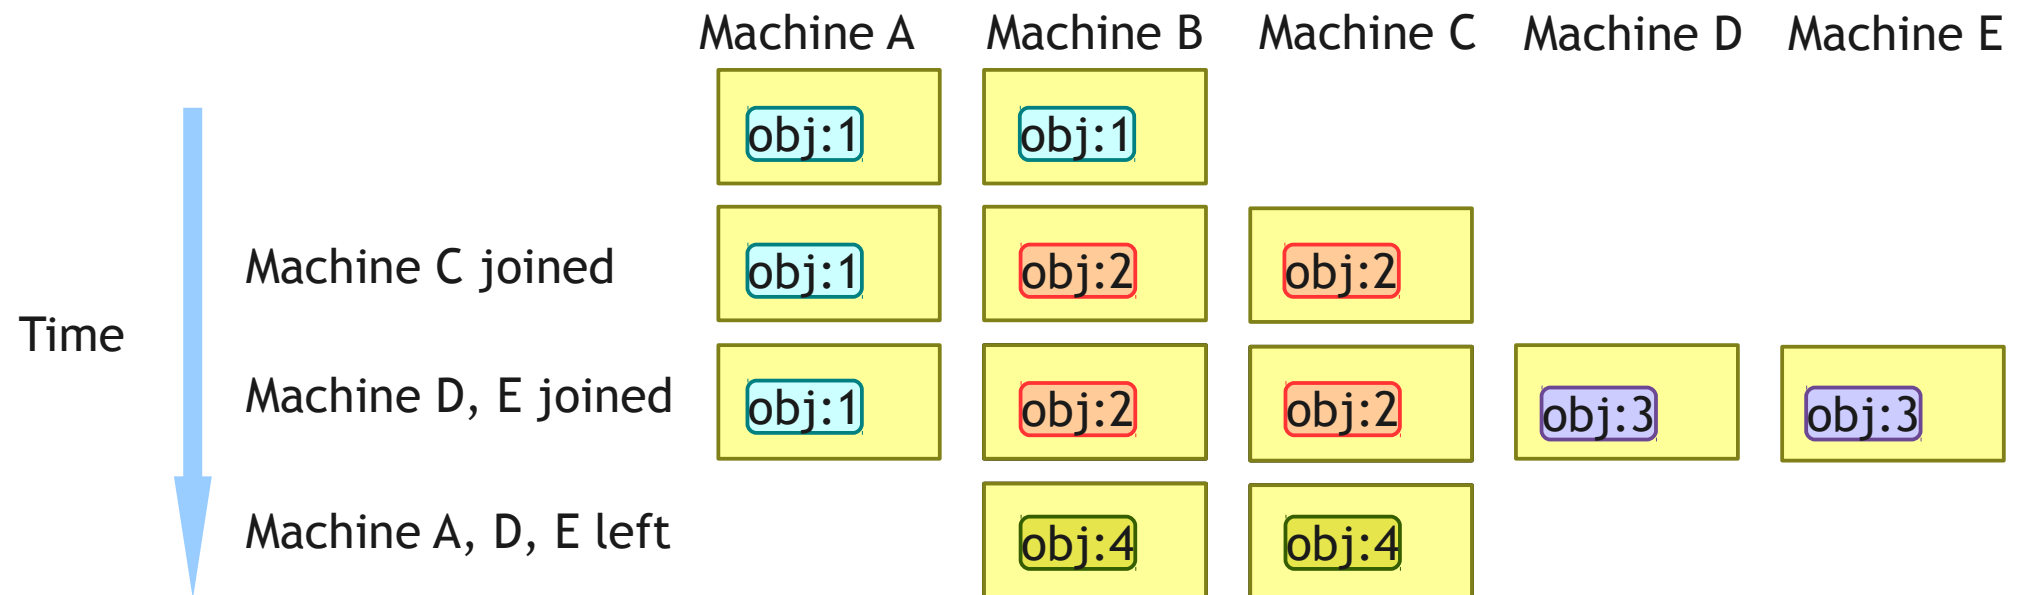 Machine A Machine B Machine C Machine D Machine E
obj:1 obj:1
Machine C joined obj:1 obj:2 obj:2
Time
Machine D, E joined obj:1 obj:2 obj:2 obj:3 obj:3
Machine A, D, E left obj:4 obj:4